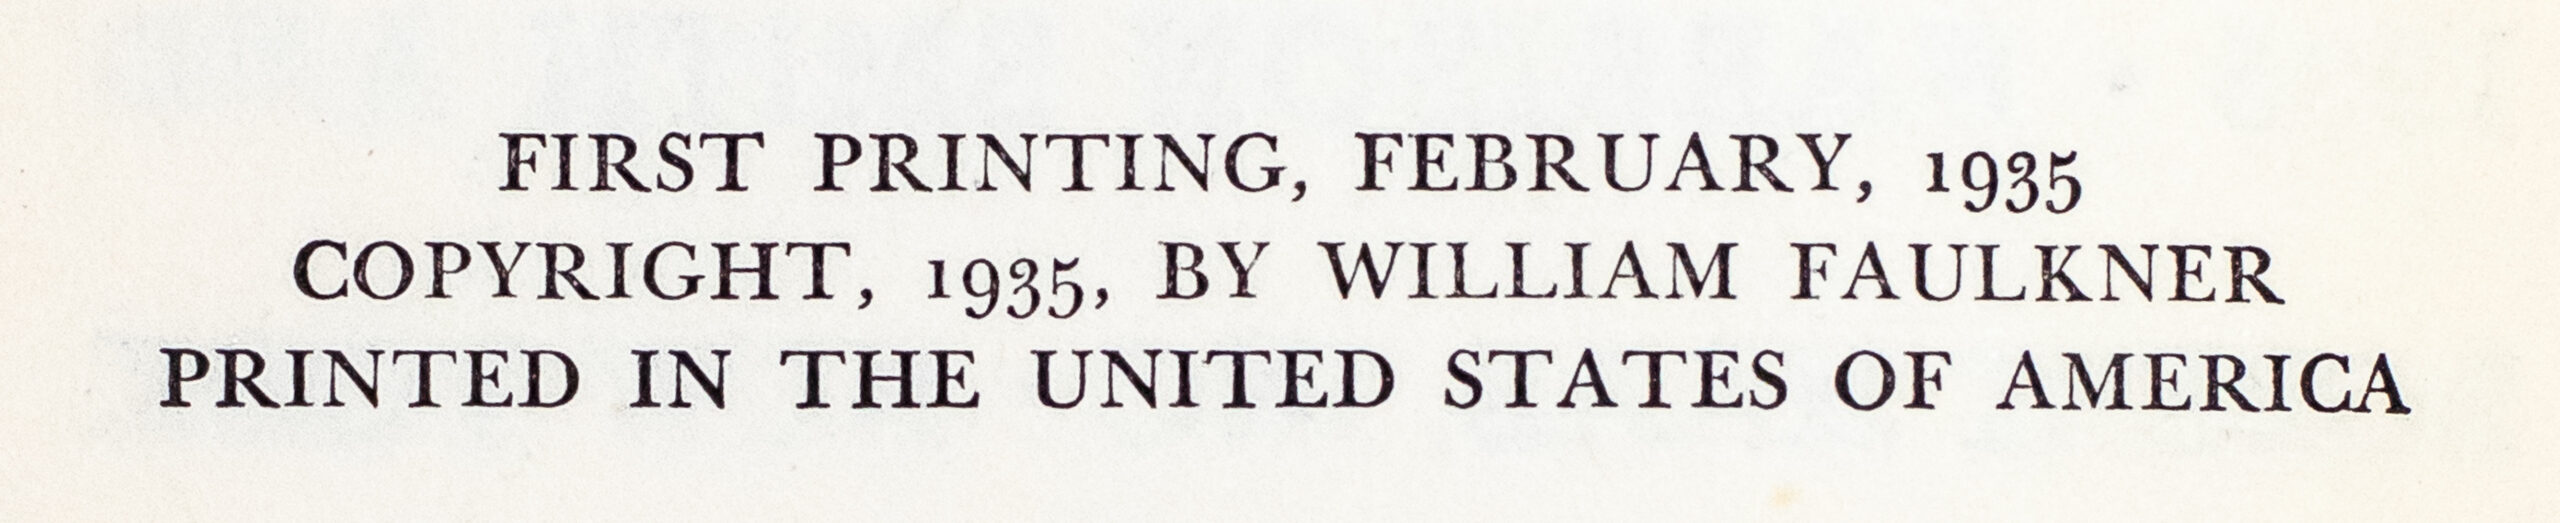 FIRST PRINTING, FEBRUARY, 1935
COPYRIGHT, 1935, BY WILLIAM FAULKNER
PRINTED IN THE UNITED STATES OF AMERICA